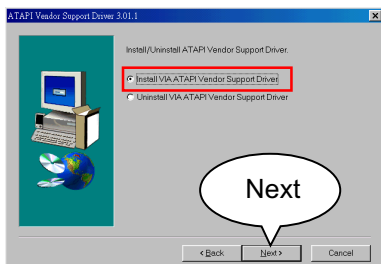 ATAPI Vendor Support Driver 3.01.1
Install/Uninstall ATAPI Vendor Support Driver.
Install VIA ATAPI Vendor Support Driver
Uninstall VIA ATAPI Vendor Support Driver
Next
< Back
Next >
Cancel